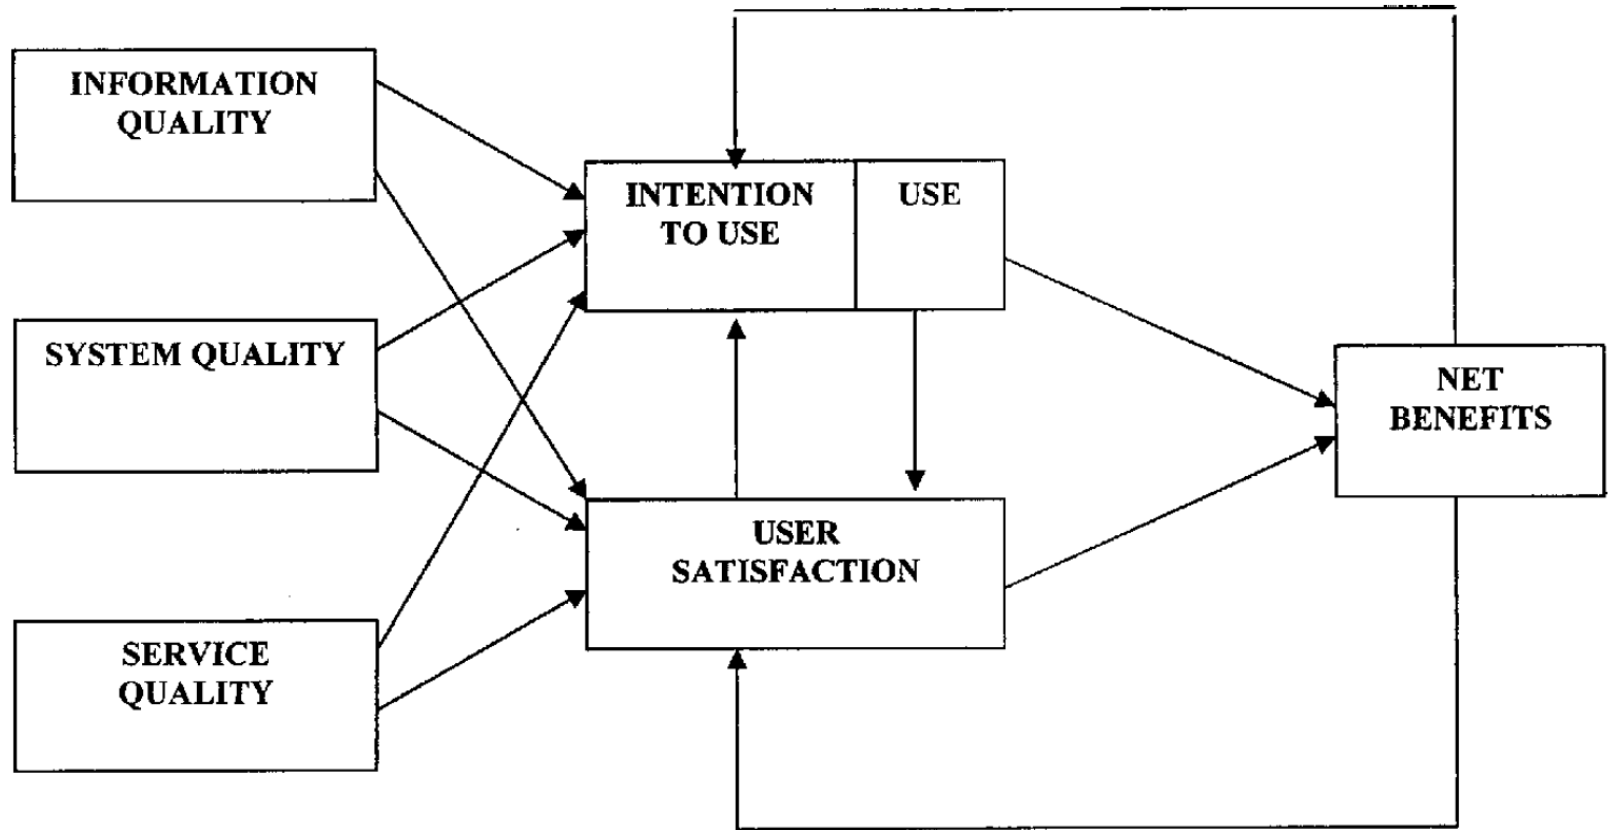 INFORMATION
QUALITY
SYSTEM QUALITY
SERVICE
QUALITY
INTENTION
TO USE
USE
USER
SATISFACTION
NET
BENEFITS